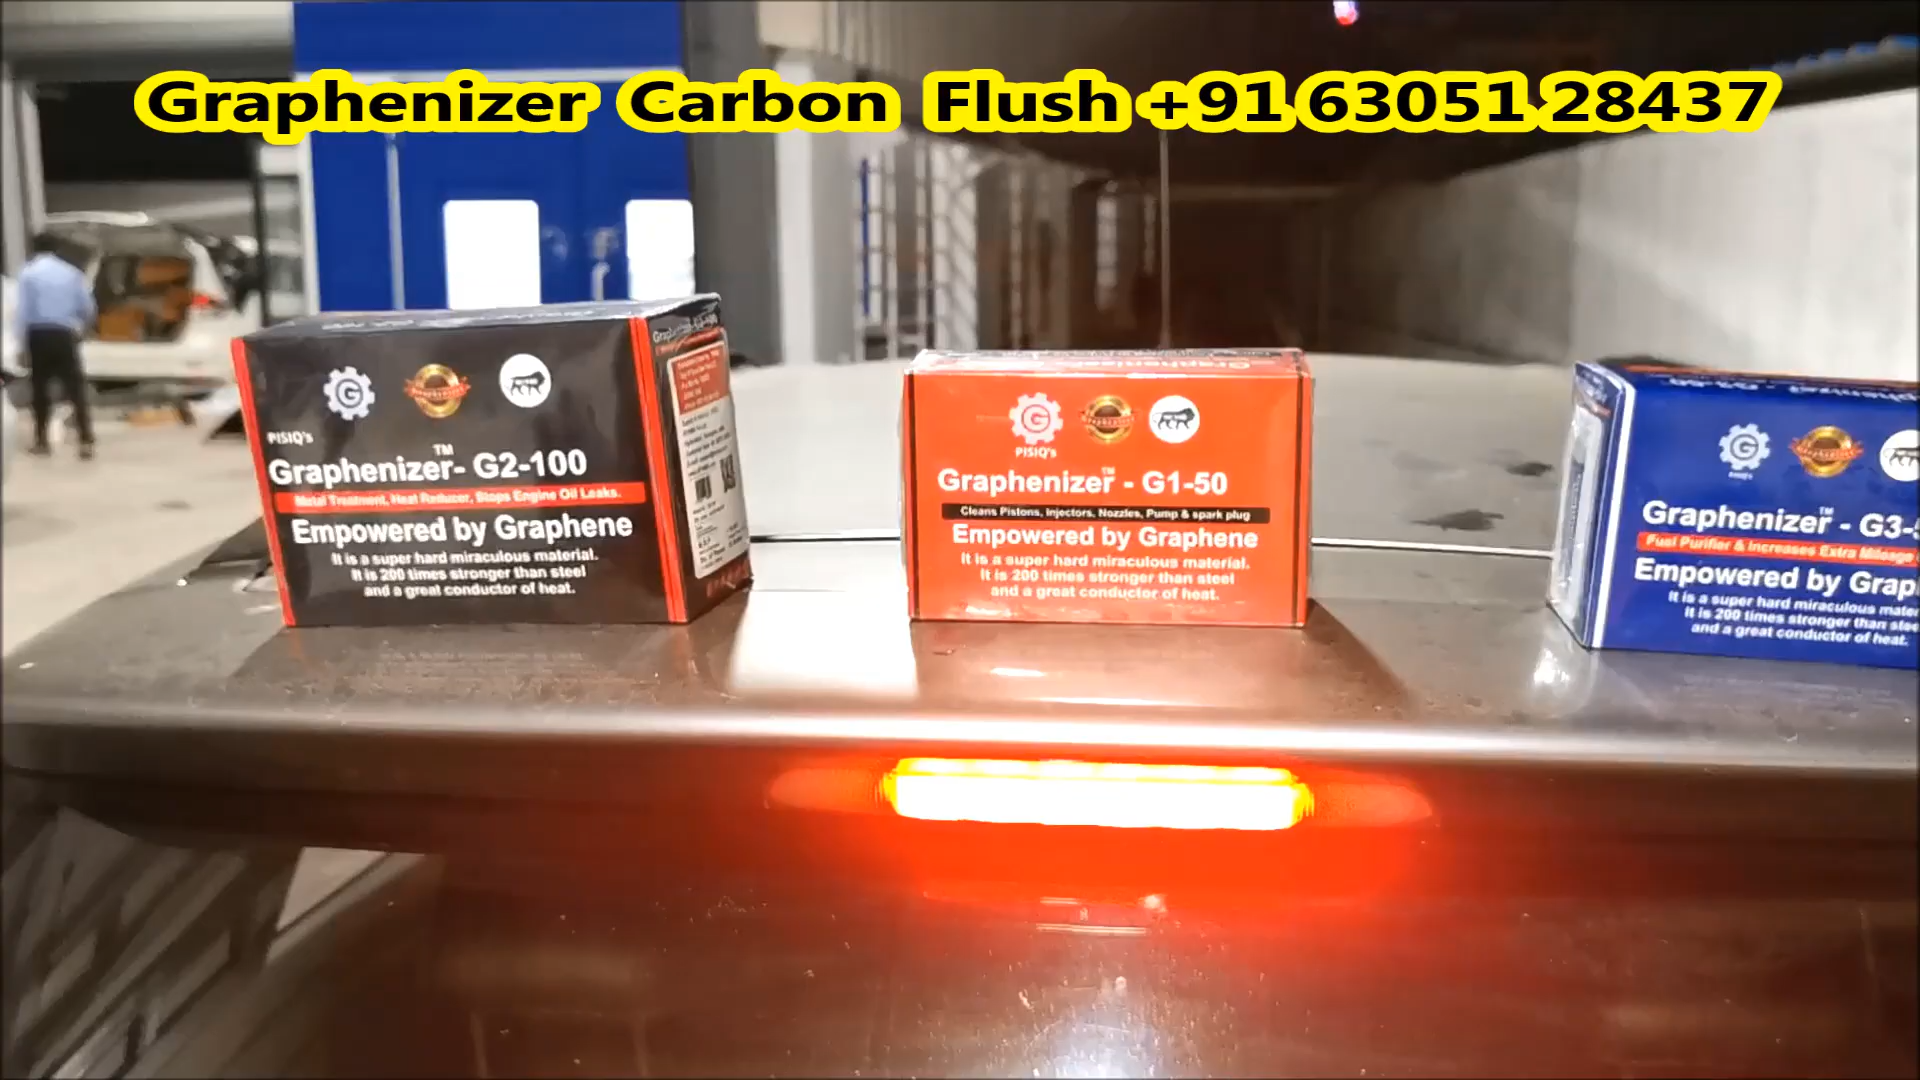 Graphenizer Carbon Flush +91 63051 28437
PISIQ's
Graphenizer™- G2-100
Metal Treatment, Heat Reducer, Stops Engine Oil Leaks.
Empowered by Graphene
It is a super hard miraculous material.
It is 200 times stronger than steel
and a great conductor of heat.
PISIQ's
Graphenizer™ - G1-50
Cleans Pistons, Injectors, Nozzles, Pump & spark plug
Empowered by Graphene
It is a super hard miraculous material.
It is 200 times stronger than steel
and a great conductor of heat.
Graphenizer™ - G3-
Fuel Purifier & Increases Extra Mileage
Empowered by Grap
It is a super hard miraculous mater
It is 200 times stronger than stee
and a great conductor of heat.